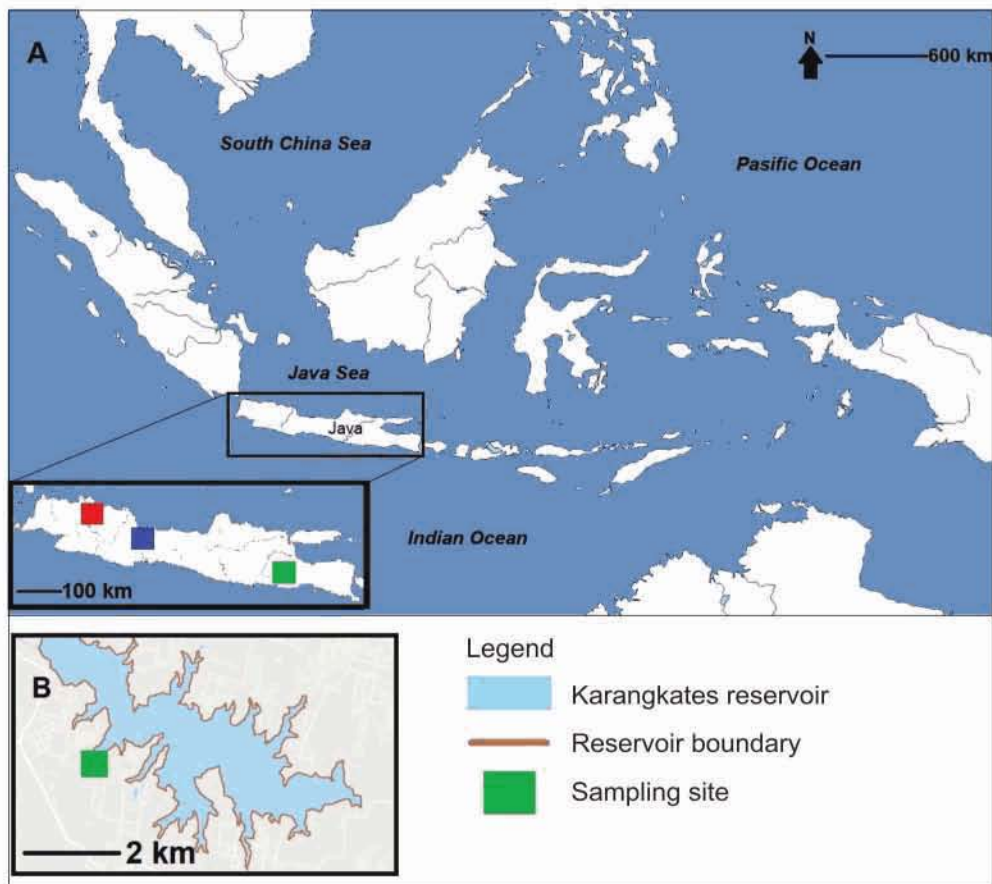 A
N
600 km
South China Sea
Pasific Ocean
Java Sea
Java
Indian Ocean
100 km
B
2 km
Legend
Karangkates reservoir
Reservoir boundary
Sampling site